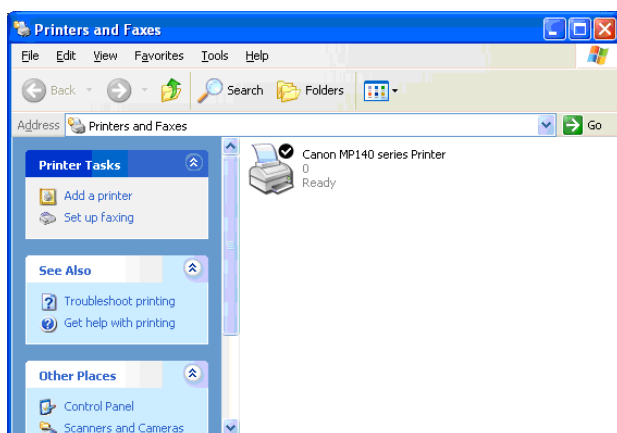 Printers and Faxes
File Edit View Favorites Tools Help
Back Search Folders
Address Printers and Faxes Go
Printer Tasks
Add a printer
Set up faxing
See Also
Troubleshoot printing
Get help with printing
Other Places
Control Panel
Scanners and Cameras
Canon MP140 series Printer
0
Ready